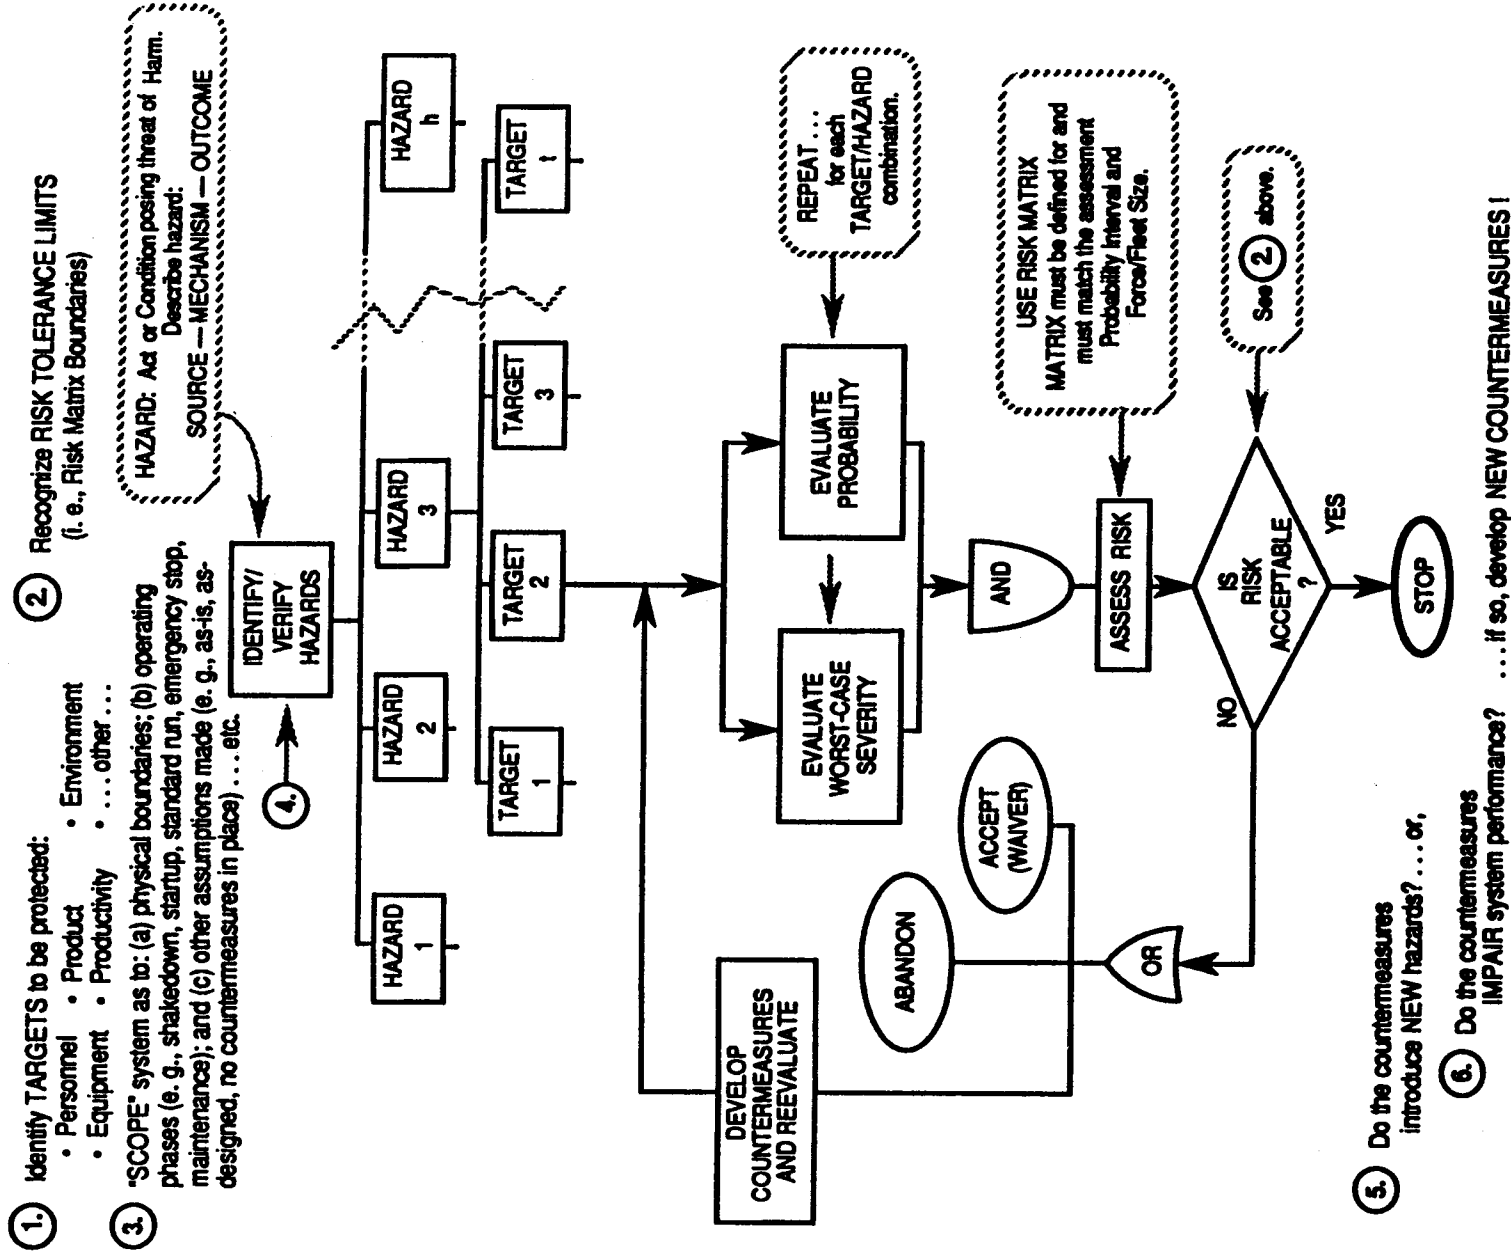 1. Identify TARGETS to be protected:
• Personnel • Product • Environment
• Equipment • Productivity • ...other...
2. Recognize RISK TOLERANCE LIMITS
(i. e., Risk Matrix Boundaries)
3. "SCOPE" system as to: (a) physical boundaries; (b) operating
phases (e. g., shakedown, startup, standard run, emergency stop,
maintenance); and (c) other assumptions made (e. g., as-is, as-
designed, no countermeasures in place) ...etc.
HAZARD: Act or Condition posing threat of Harm.
Describe hazard:
SOURCE — MECHANISM — OUTCOME
4.
IDENTIFY/
VERIFY
HAZARDS
HAZARD
1
HAZARD
2
HAZARD
3
HAZARD
h
TARGET
1
TARGET
2
TARGET
3
TARGET
t
REPEAT...
for each
TARGET/HAZARD
combination.
DEVELOP
COUNTERMEASURES
AND REEVALUATE
EVALUATE
WORST-CASE
SEVERITY
EVALUATE
PROBABILITY
ABANDON
ACCEPT
(WAIVER)
AND
USE RISK MATRIX
MATRIX must be defined for and
must match the assessment
Probability Interval and
Force/Fleet Size.
ASSESS RISK
OR
NO
IS
RISK
ACCEPTABLE
?
See 2. above.
YES
STOP
5. Do the countermeasures
introduce NEW hazards?...or,
6. Do the countermeasures
IMPAIR system performance? ...if so, develop NEW COUNTERMEASURES !